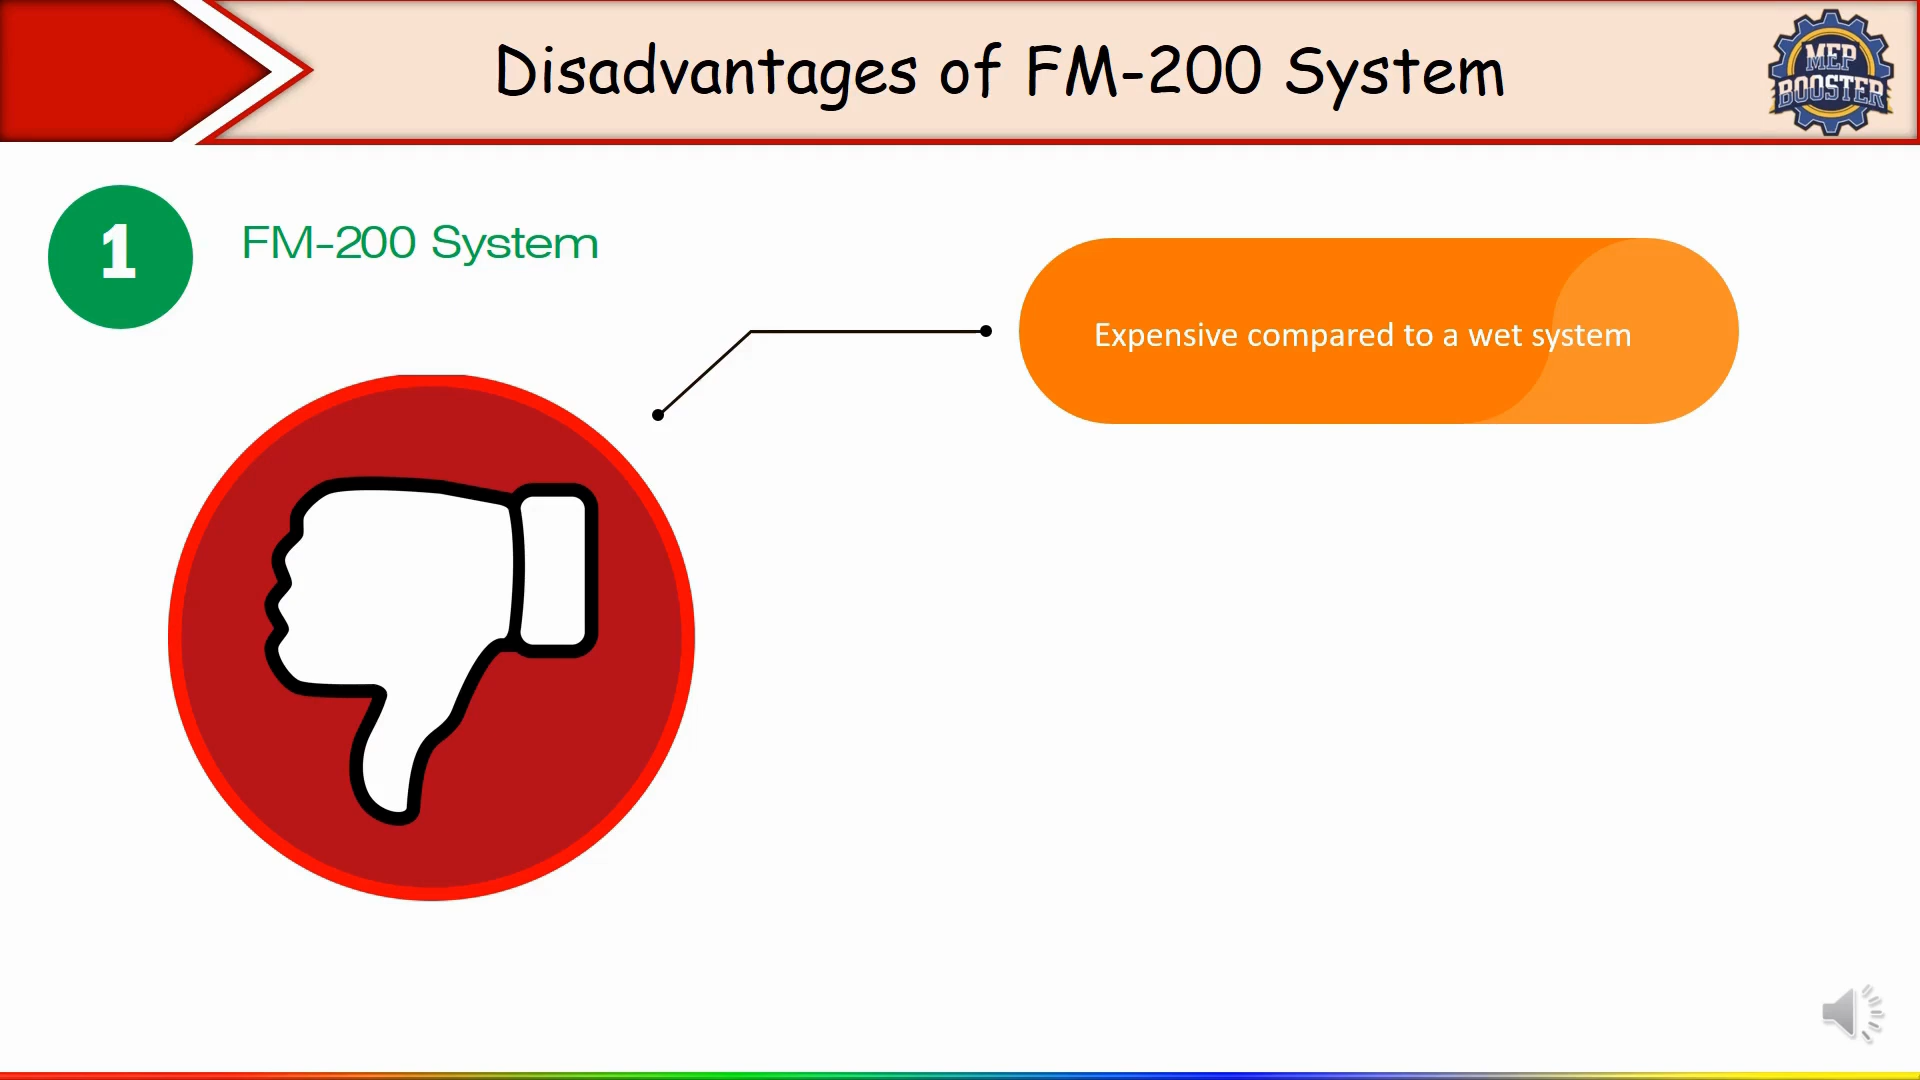 Disadvantages of FM-200 System
MEP
BOOSTER
1
FM-200 System
Expensive compared to a wet system